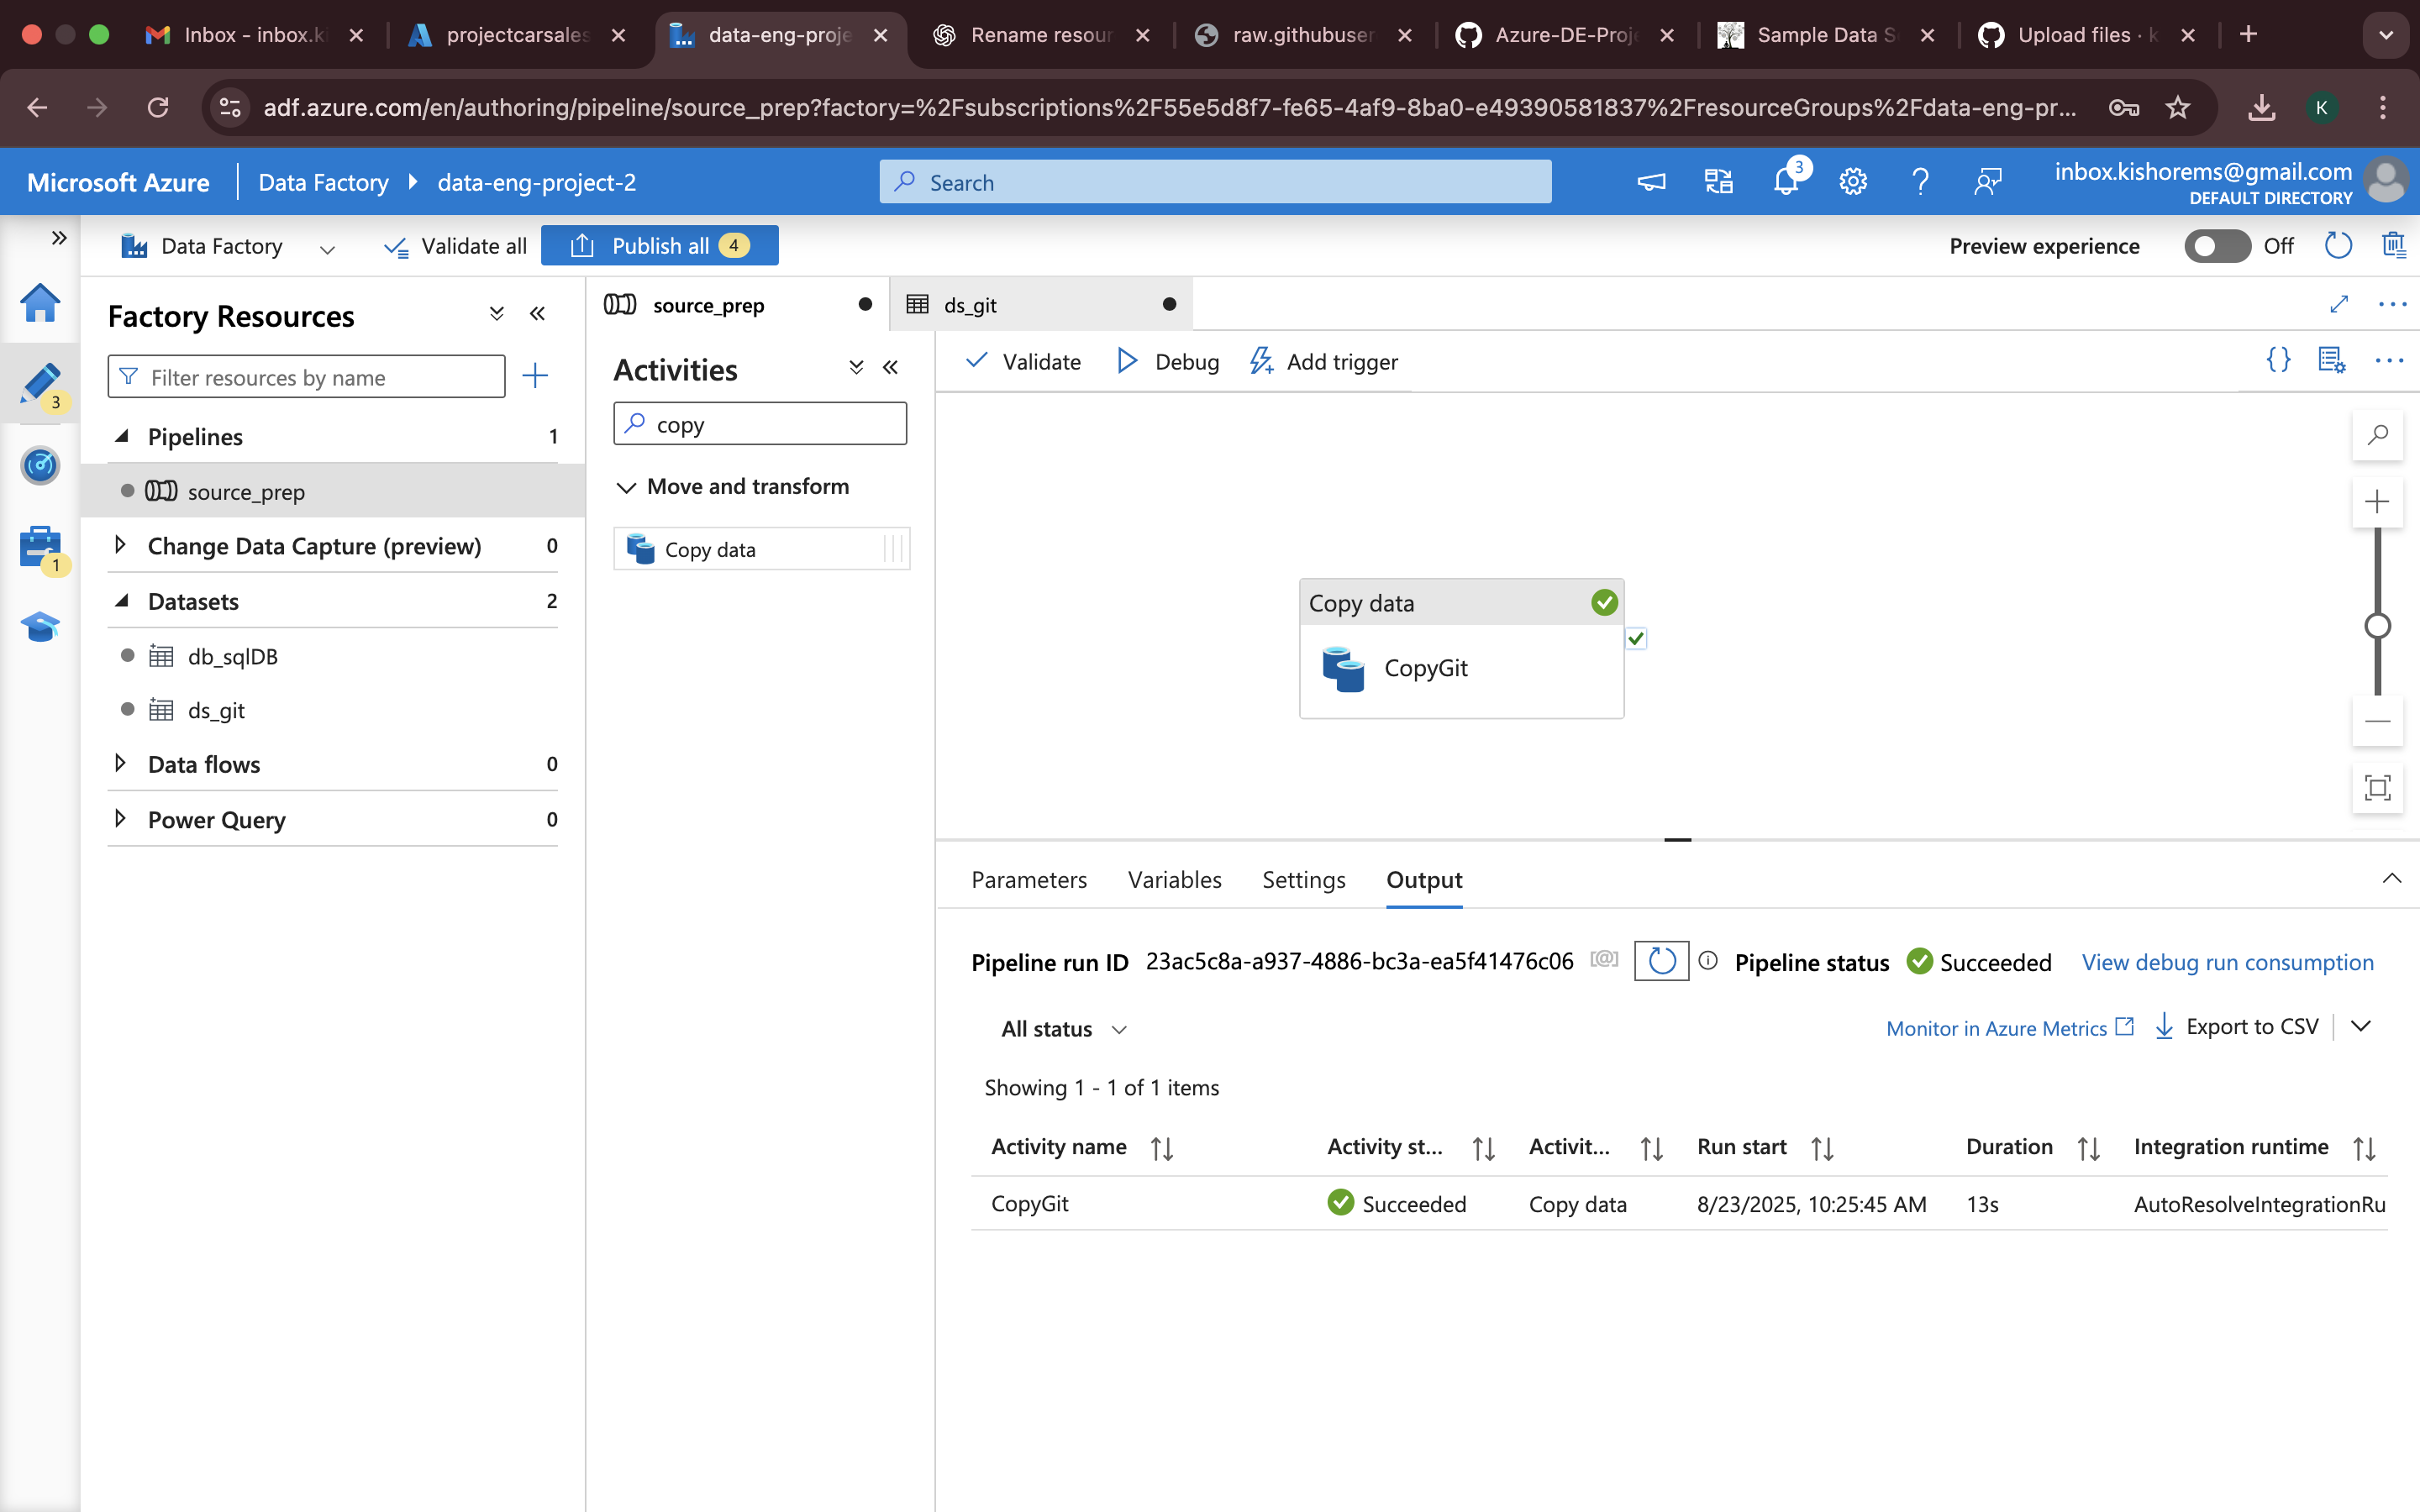 Inbox - inbox.ki
projectcarsales
data-eng-proje
Rename resour
raw.githubuser
Azure-DE-Proje
Sample Data S
Upload files · k
adf.azure.com/en/authoring/pipeline/source_prep?factory=%2Fsubscriptions%2F55e5d8f7-fe65-4af9-8ba0-e49390581837%2FresourceGroups%2Fdata-eng-pr...
K
Microsoft Azure
Data Factory
data-eng-project-2
Search
3
inbox.kishorems@gmail.com
DEFAULT DIRECTORY
Data Factory
Validate all
Publish all 4
Preview experience
Off
3
1
Factory Resources
Filter resources by name
Pipelines 1
source_prep
Change Data Capture (preview) 0
Datasets 2
db_sqlDB
ds_git
Data flows 0
Power Query 0
source_prep
ds_git
Activities
copy
Move and transform
Copy data
Validate
Debug
Add trigger
{}
Copy data
CopyGit
Parameters
Variables
Settings
Output
Pipeline run ID 23ac5c8a-a937-4886-bc3a-ea5f41476c06 [@] Pipeline status Succeeded View debug run consumption
All status
Monitor in Azure Metrics
Export to CSV
Showing 1 - 1 of 1 items
Activity name Activity st... Activit... Run start Duration Integration runtime
CopyGit Succeeded Copy data 8/23/2025, 10:25:45 AM 13s AutoResolveIntegrationRu